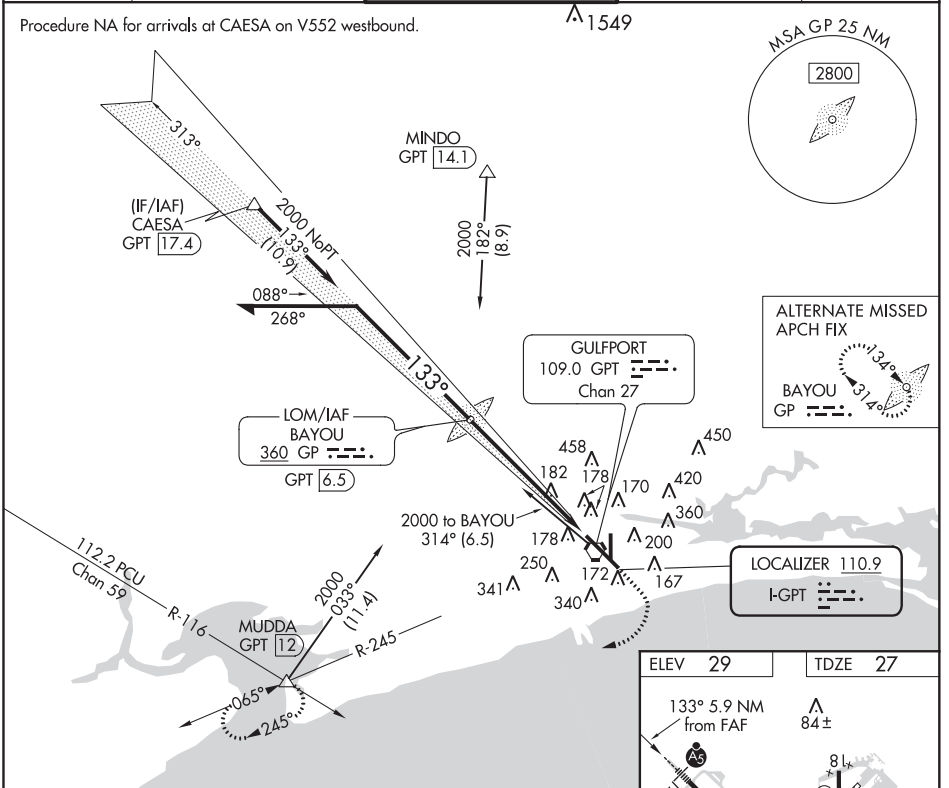 Procedure NA for arrivals at CAESA on V552 westbound.
1549
MSA GP 25 NM
2800
313°
MINDO
GPT 14.1
(IF/IAF)
CAESA
GPT 17.4
2000 NoPT
133°
(10.9)
2000
182°
(8.9)
088°
268°
ALTERNATE MISSED
APCH FIX
134°
314°
BAYOU
GP
GULFPORT
109.0 GPT
Chan 27
133°
LOM/IAF
BAYOU
360 GP
GPT 6.5
458
450
182
178
170
420
360
2000 to BAYOU
314° (6.5)
178
200
250
172
167
341
340
LOCALIZER 110.9
I-GPT
112.2 PCU
Chan 59
R-116
2000
033°
(11.4)
MUDDA
GPT 12
R-245
065°
245°
ELEV 29
TDZE 27
133° 5.9 NM
from FAF
84±
A5
18